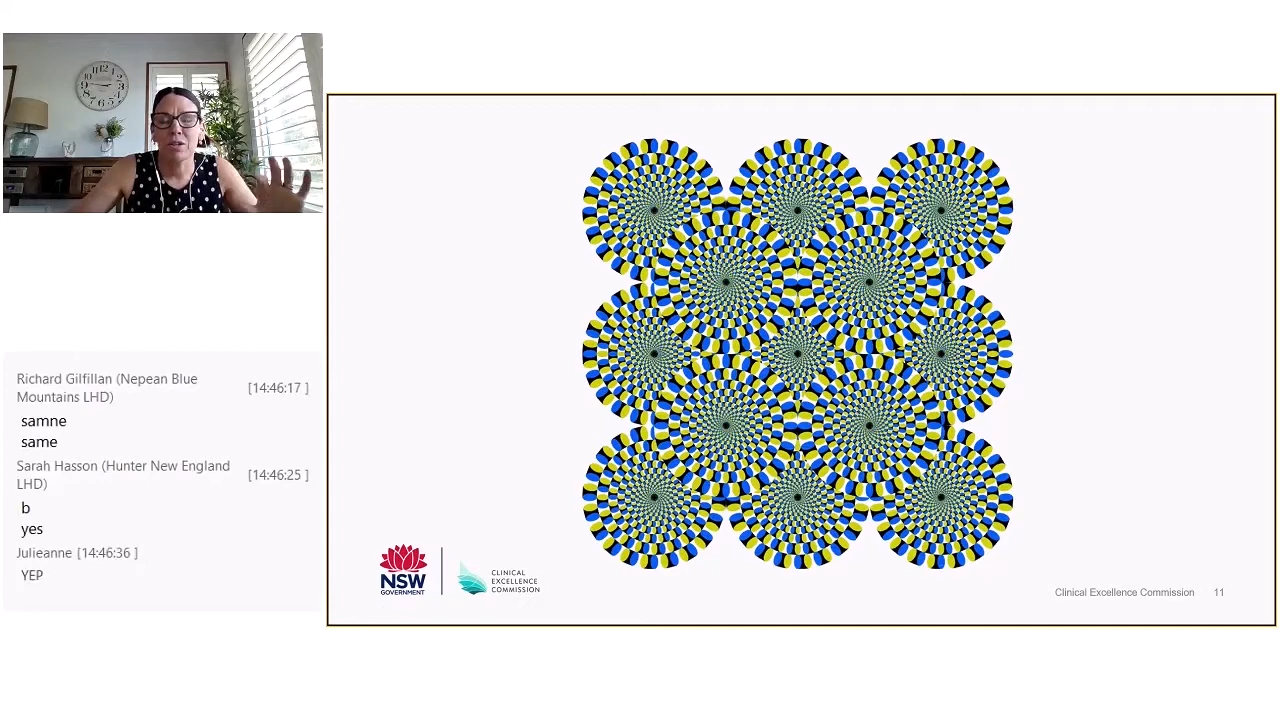 Richard Gilfillan (Nepean Blue
Mountains LHD)
[14:46:17 ]
samne
same
Sarah Hasson (Hunter New England
LHD)
[14:46:25 ]
b
yes
Julieanne [14:46:36 ]
YEP
NSW
GOVERNMENT
CLINICAL
EXCELLENCE
COMMISSION
Clinical Excellence Commission 11